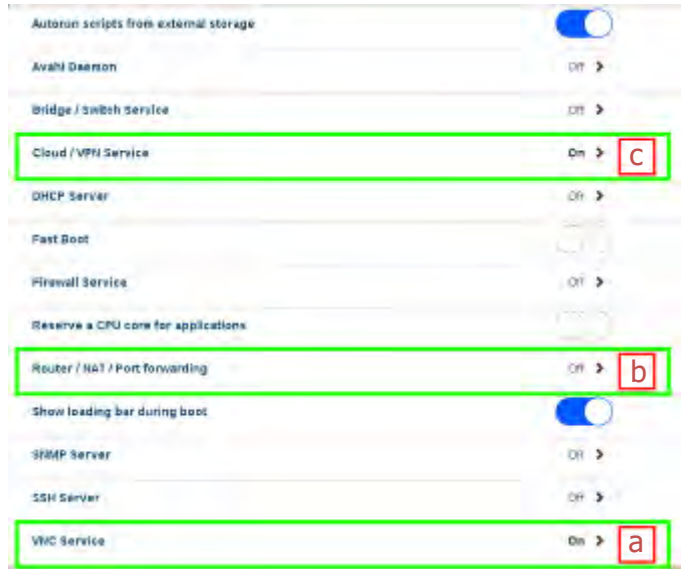 Autorun scripts from external storage
Avahi Daemon Off >
Bridge / Switch Service Off >
Cloud / VPN Service On > c
DHCP Server Off >
Fast Boot
Firewall Service Off >
Reserve a CPU core for applications
Router / NAT / Port forwarding Off > b
Show loading bar during boot
SNMP Server Off >
SSH Server Off >
VNC Service On > a